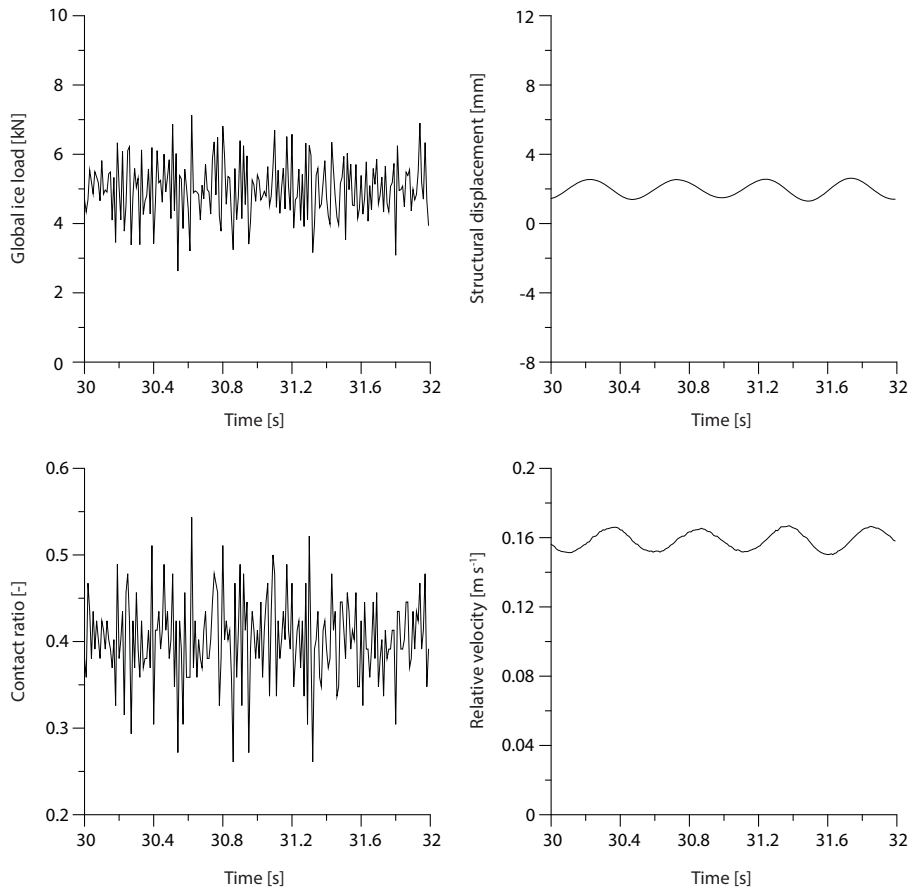 Global ice load [kN]
10
8
6
4
2
0
30 30.4 30.8 31.2 31.6 32
Time [s]
Structural displacement [mm]
12
8
4
0
-4
-8
30 30.4 30.8 31.2 31.6 32
Time [s]
Contact ratio [-]
0.6
0.5
0.4
0.3
0.2
30 30.4 30.8 31.2 31.6 32
Time [s]
Relative velocity [m s⁻¹]
0.2
0.16
0.12
0.08
0.04
0
30 30.4 30.8 31.2 31.6 32
Time [s]